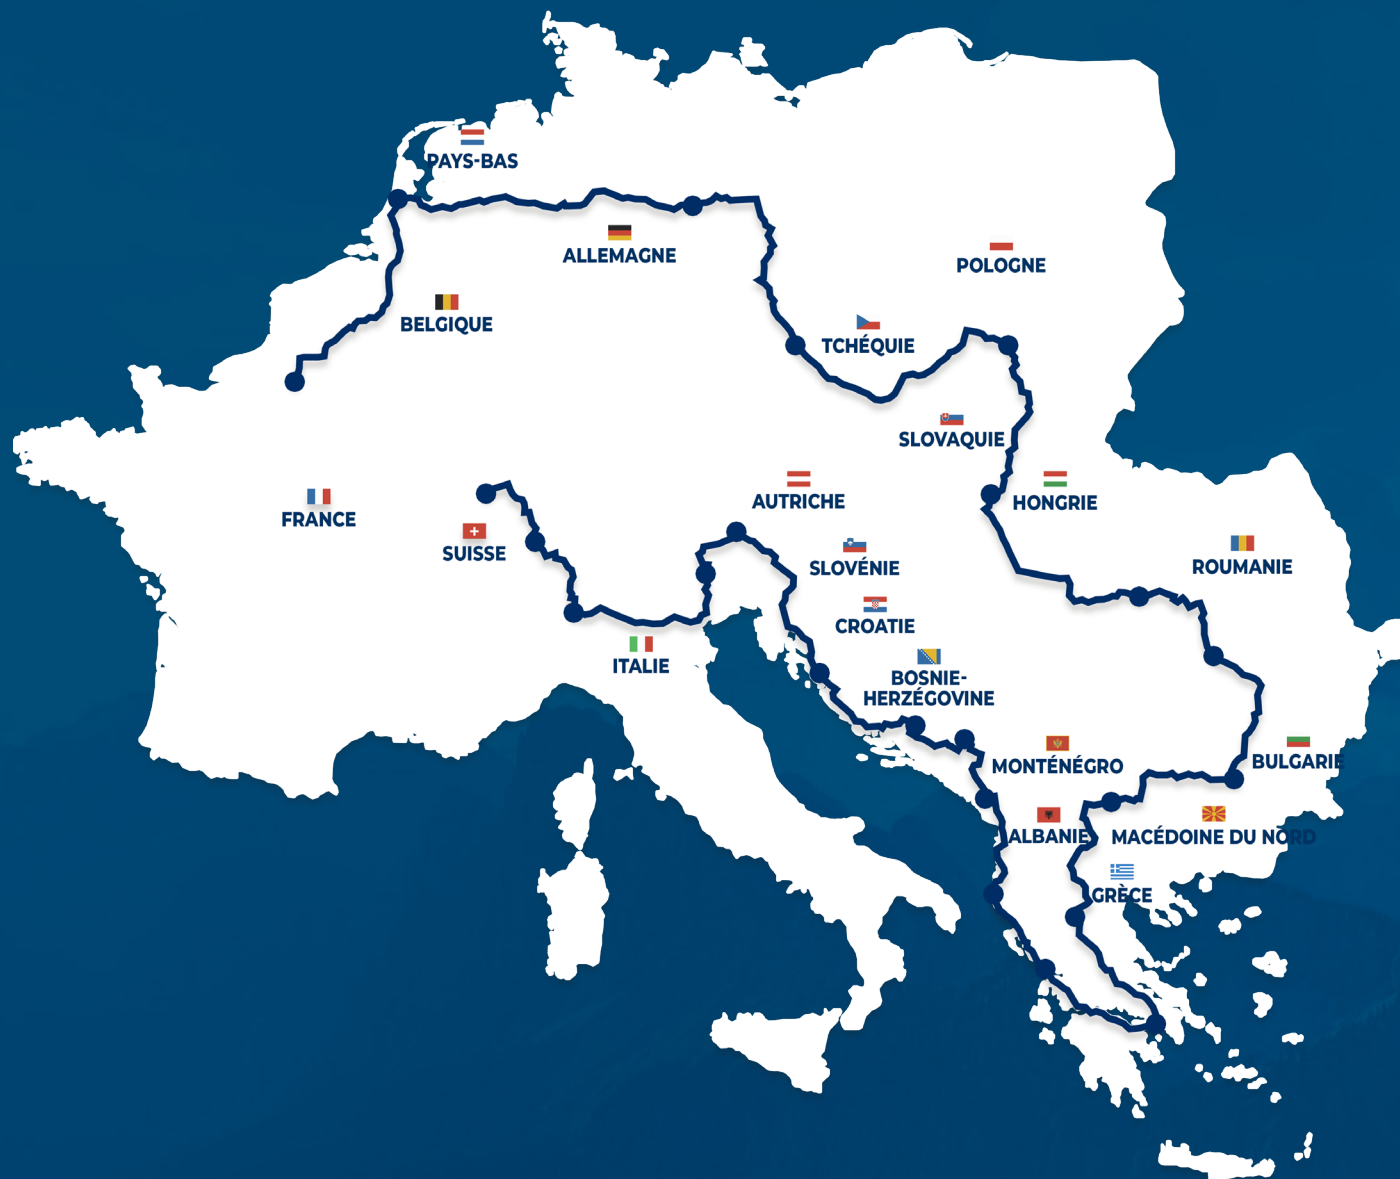 PAYS-BAS
ALLEMAGNE
POLOGNE
BELGIQUE
TCHÉQUIE
SLOVAQUIE
AUTRICHE
HONGRIE
FRANCE
SUISSE
SLOVÉNIE
ROUMANIE
CROATIE
ITALIE
BOSNIE-
HERZÉGOVINE
MONTÉNÉGRO
BULGARIE
ALBANIE
MACÉDOINE DU NORD
GRÈCE